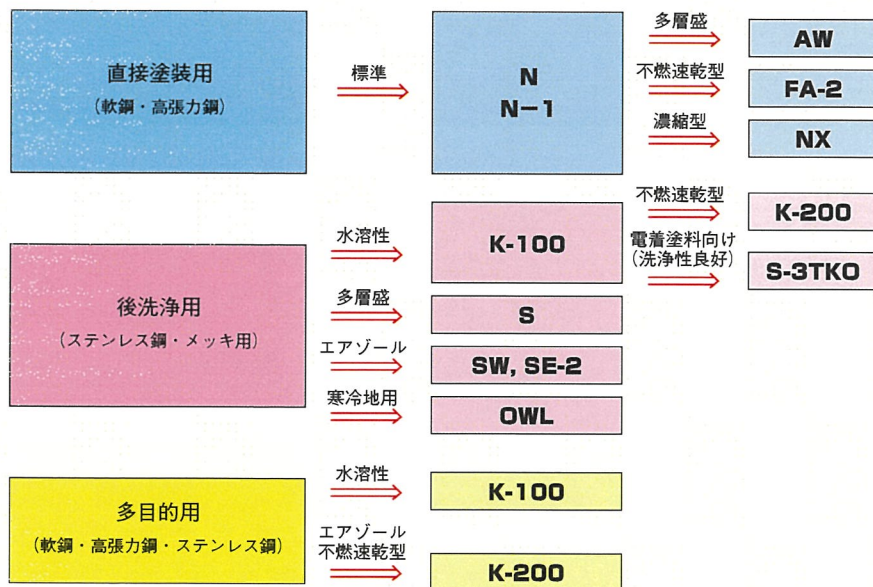 直接塗装用
(軟鋼・高張力鋼)
標準
N
N-1
多層盛
AW
不燃速乾型
FA-2
濃縮型
NX
後洗浄用
(ステンレス鋼・メッキ用)
水溶性
K-100
不燃速乾型
K-200
電着塗料向け
(洗浄性良好)
S-3TKO
多層盛
S
エアゾール
SW, SE-2
寒冷地用
OWL
多目的用
(軟鋼・高張力鋼・ステンレス鋼)
水溶性
K-100
エアゾール
不燃速乾型
K-200